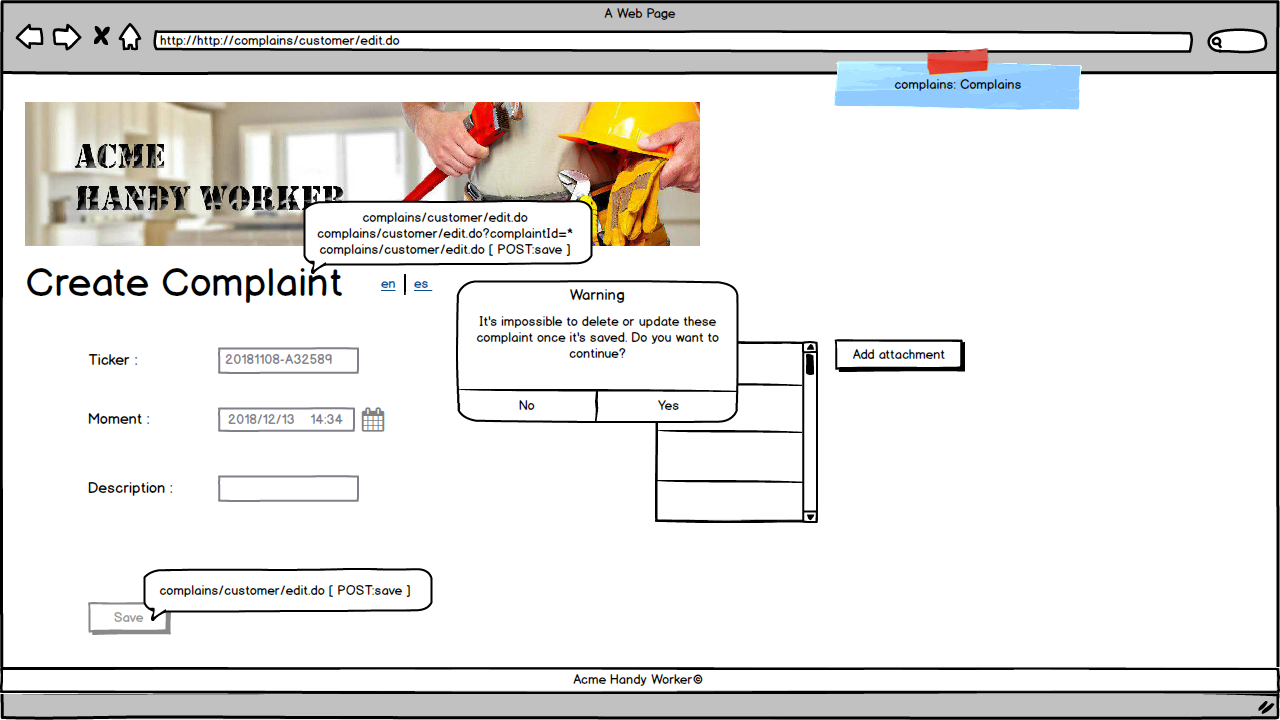 A Web Page
http://http://complains/customer/edit.do
complains: Complains
ACME
HANDY WORKER
complains/customer/edit.do
complains/customer/edit.do?complaintId=*
complains/customer/edit.do [ POST:save ]
Create Complaint
en
es
Warning
It's impossible to delete or update these
complaint once it's saved. Do you want to
continue?
No
Yes
Ticker :
20181108-A32589
Add attachment
Moment :
2018/12/13 14:34
Description :
complains/customer/edit.do [ POST:save ]
Save
Acme Handy Worker©